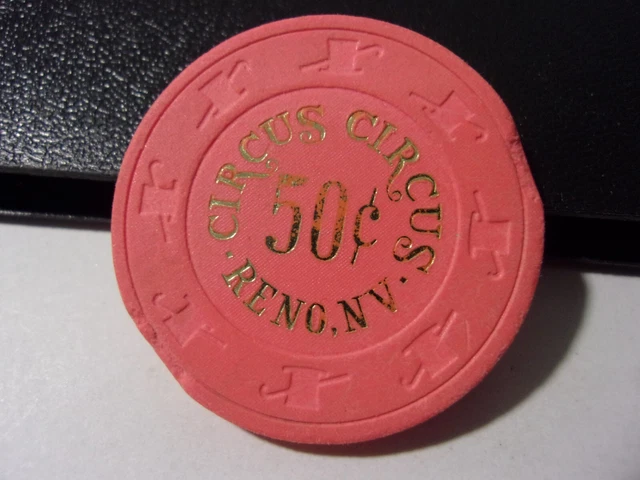 CIRCUS CIRCUS
50¢
RENO, NV.